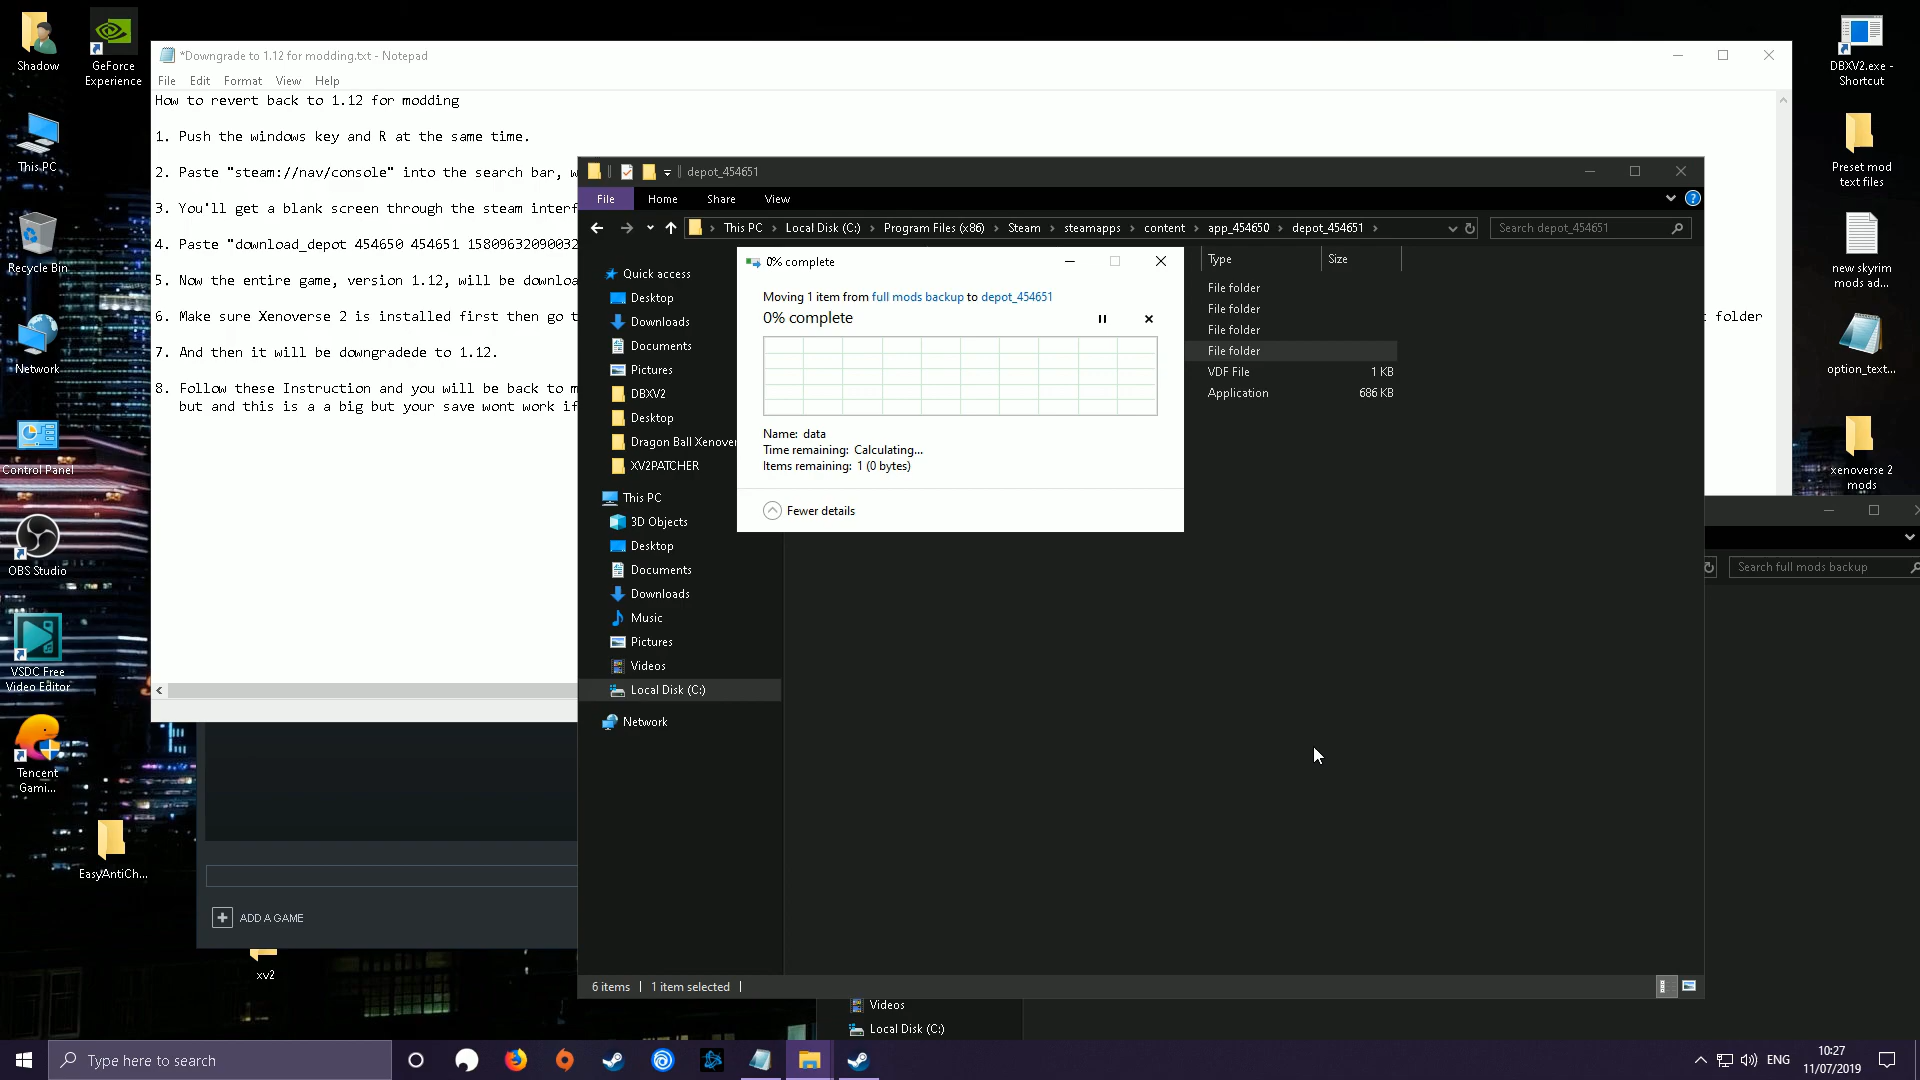 Shadow
GeForce
Experience
This PC
Recycle Bin
Network
Control Panel
OBS Studio
VSDC Free
Video Editor
Tencent
Gami...
EasyAntiCh...
xv2
*Downgrade to 1.12 for modding.txt - Notepad
File Edit Format View Help
How to revert back to 1.12 for modding
1. Push the windows key and R at the same time.
2. Paste "steam://nav/console" into the search bar, w
3. You'll get a blank screen through the steam interf
4. Paste "download_depot 454650 454651 15809632090032
5. Now the entire game, version 1.12, will be downloa
6. Make sure Xenoverse 2 is installed first then go t
t folder
7. And then it will be downgradede to 1.12.
8. Follow these Instruction and you will be back to m
but and this is a a big but your save wont work if
ADD A GAME
depot_454651
File Home Share View
This PC Local Disk (C:) Program Files (x86) Steam steamapps content app_454650 depot_454651
Search depot_454651
Quick access
Desktop
Downloads
Documents
Pictures
DBXV2
Desktop
Dragon Ball Xenover
XV2PATCHER
This PC
3D Objects
Desktop
Documents
Downloads
Music
Pictures
Videos
Local Disk (C:)
Network
Type Size
File folder
File folder
File folder
File folder
VDF File 1 KB
Application 686 KB
0% complete
Moving 1 item from full mods backup to depot_454651
0% complete
Name: data
Time remaining: Calculating...
Items remaining: 1 (0 bytes)
Fewer details
6 items 1 item selected
Search full mods backup
Videos
Local Disk (C:)
DBXV2.exe -
Shortcut
Preset mod
text files
new skyrim
mods ad...
option_text...
xenoverse 2
mods
Type here to search
ENG
10:27
11/07/2019